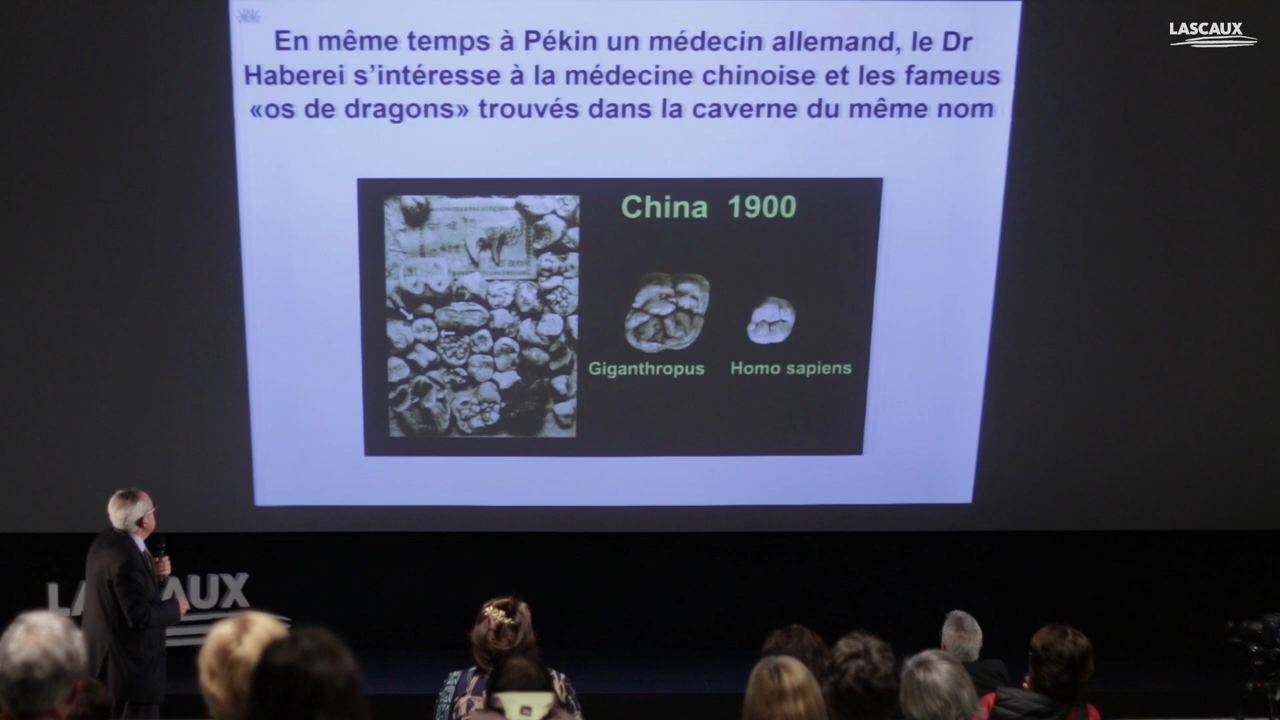 LASCAUX
En même temps à Pékin un médecin allemand, le Dr
Haberei s’intéresse à la médecine chinoise et les fameus
«os de dragons» trouvés dans la caverne du même nom
China 1900
Giganthropus
Homo sapiens